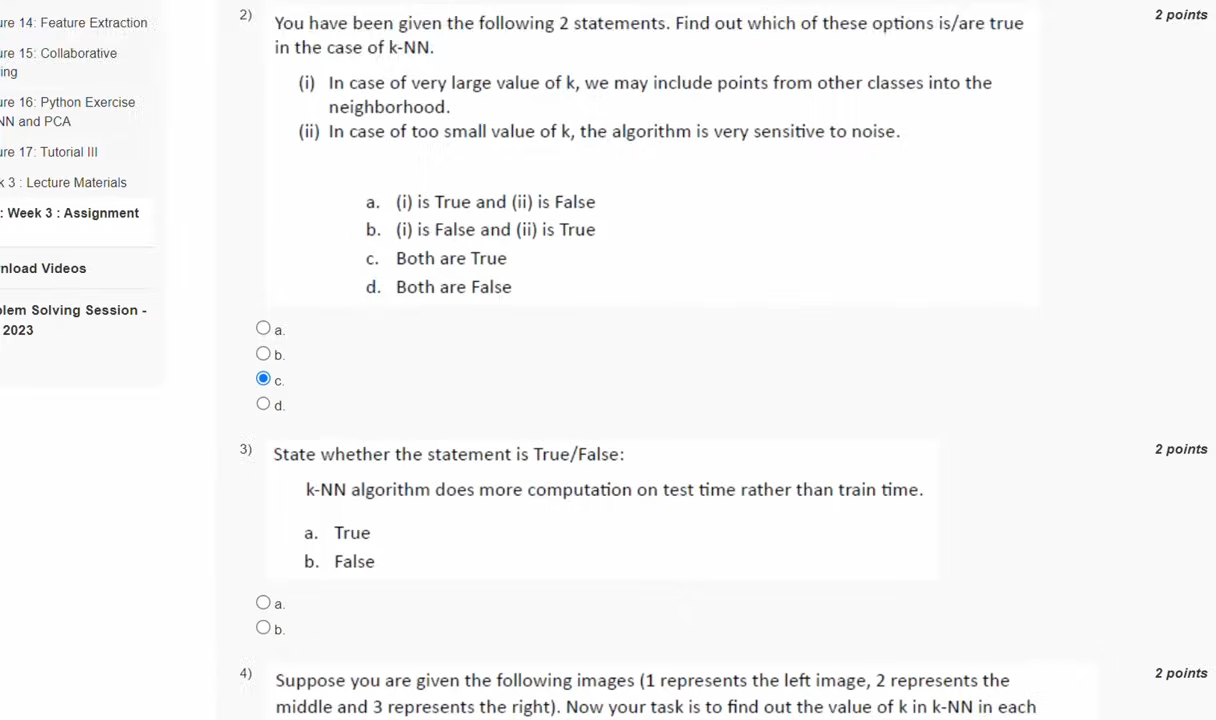 ure 14: Feature Extraction
ure 15: Collaborative
ing
ure 16: Python Exercise
NN and PCA
ure 17: Tutorial III
k 3 : Lecture Materials
: Week 3 : Assignment
nload Videos
blem Solving Session -
2023
2) You have been given the following 2 statements. Find out which of these options is/are true 2 points
in the case of k-NN.
(i) In case of very large value of k, we may include points from other classes into the
neighborhood.
(ii) In case of too small value of k, the algorithm is very sensitive to noise.
a. (i) is True and (ii) is False
b. (i) is False and (ii) is True
c. Both are True
d. Both are False
a.
b.
c.
d.
3) State whether the statement is True/False: 2 points
k-NN algorithm does more computation on test time rather than train time.
a. True
b. False
a.
b.
4) Suppose you are given the following images (1 represents the left image, 2 represents the 2 points
middle and 3 represents the right). Now your task is to find out the value of k in k-NN in each